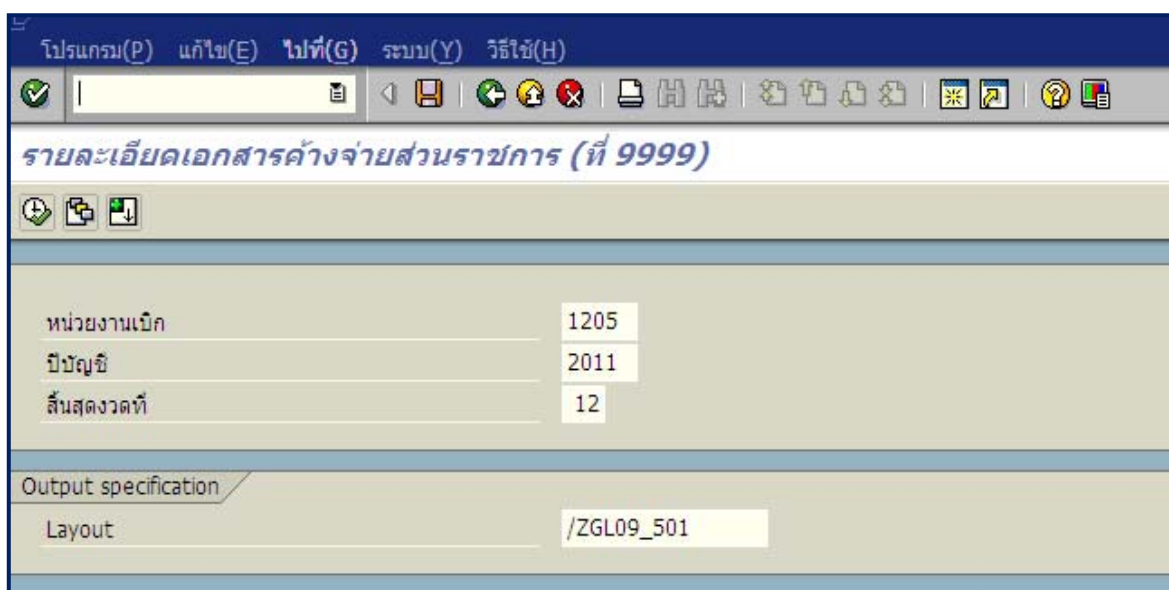 โปรแกรม(P) แก้ไข(E) ไปที่(G) ระบบ(Y) วิธีใช้(H)
รายละเอียดเอกสารค้างจ่ายส่วนราชการ (ที่ 9999)
หน่วยงานเบิก 1205
ปีบัญชี 2011
สิ้นสุดงวดที่ 12
Output specification
Layout /ZGL09_501